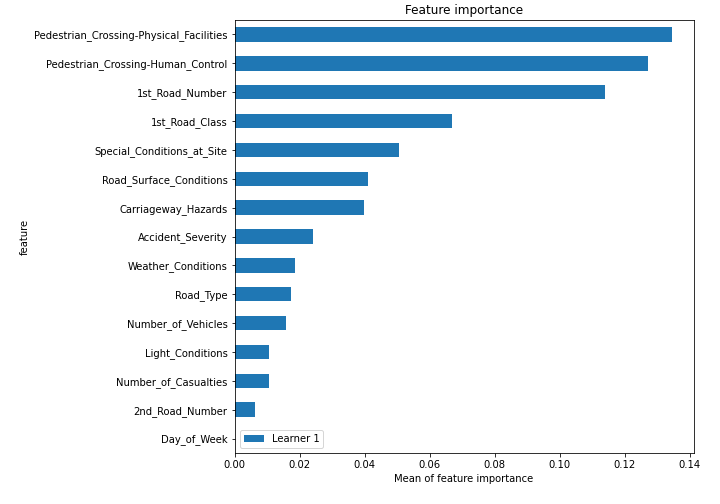 Feature importance
Pedestrian_Crossing-Physical_Facilities
Pedestrian_Crossing-Human_Control
1st_Road_Number
1st_Road_Class
Special_Conditions_at_Site
Road_Surface_Conditions
Carriageway_Hazards
Accident_Severity
Weather_Conditions
Road_Type
Number_of_Vehicles
Light_Conditions
Number_of_Casualties
2nd_Road_Number
Day_of_Week
feature
Learner 1
0.00 0.02 0.04 0.06 0.08 0.10 0.12 0.14
Mean of feature importance